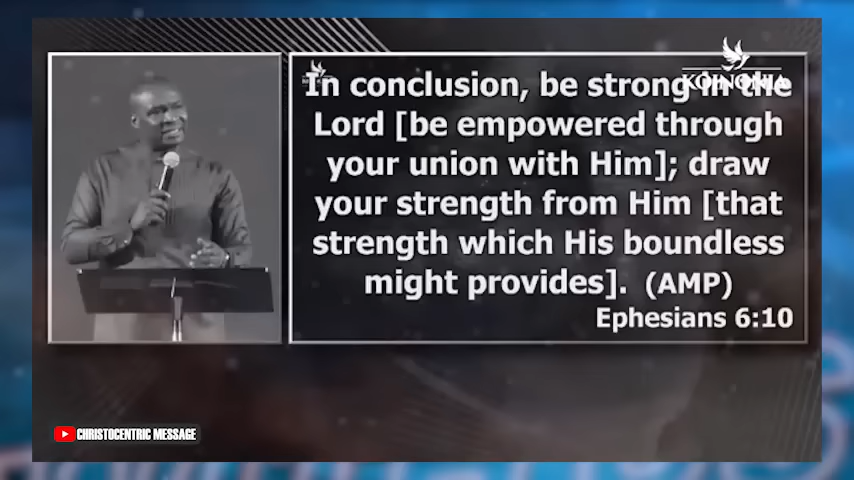 KOINONIA
In conclusion, be strong in the
Lord [be empowered through
your union with Him]; draw
your strength from Him [that
strength which His boundless
might provides]. (AMP)
Ephesians 6:10
CHRISTOCENTRIC MESSAGE